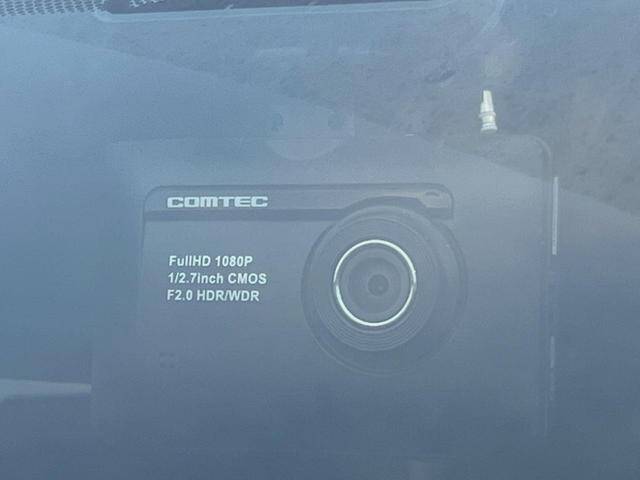 COMTEC
FullHD 1080P
1/2.7inch CMOS
F2.0 HDR/WDR